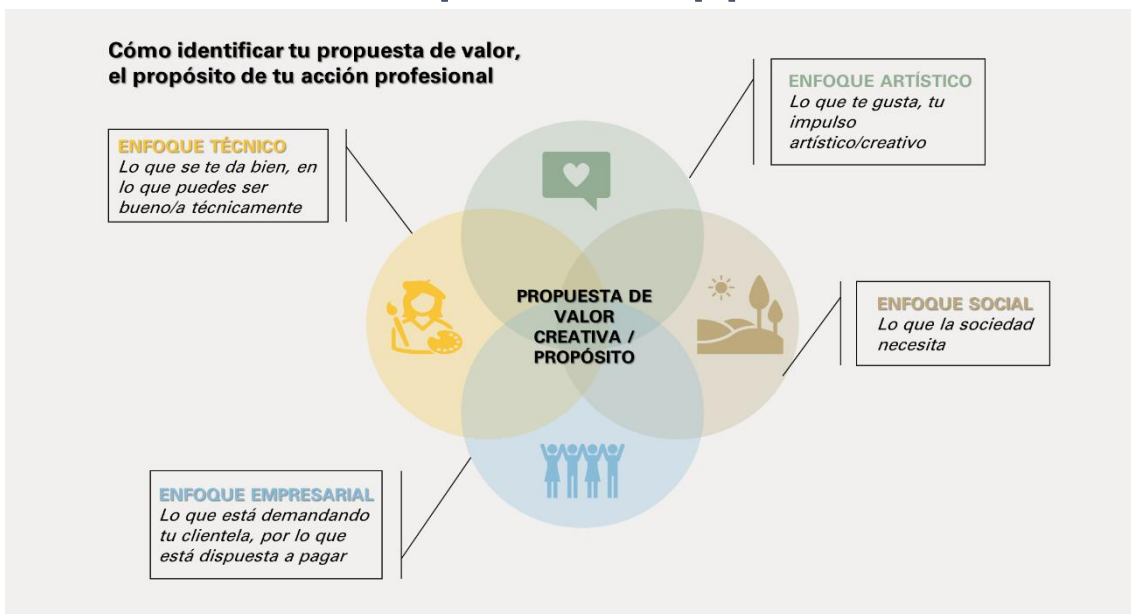 Cómo identificar tu propuesta de valor,
el propósito de tu acción profesional
ENFOQUE ARTÍSTICO
Lo que te gusta, tu
impulso
artístico/creativo
ENFOQUE TÉCNICO
Lo que se te da bien, en
lo que puedes ser
bueno/a técnicamente
PROPUESTA DE
VALOR
CREATIVA /
PROPÓSITO
ENFOQUE SOCIAL
Lo que la sociedad
necesita
ENFOQUE EMPRESARIAL
Lo que está demandando
tu clientela, por lo que
está dispuesta a pagar